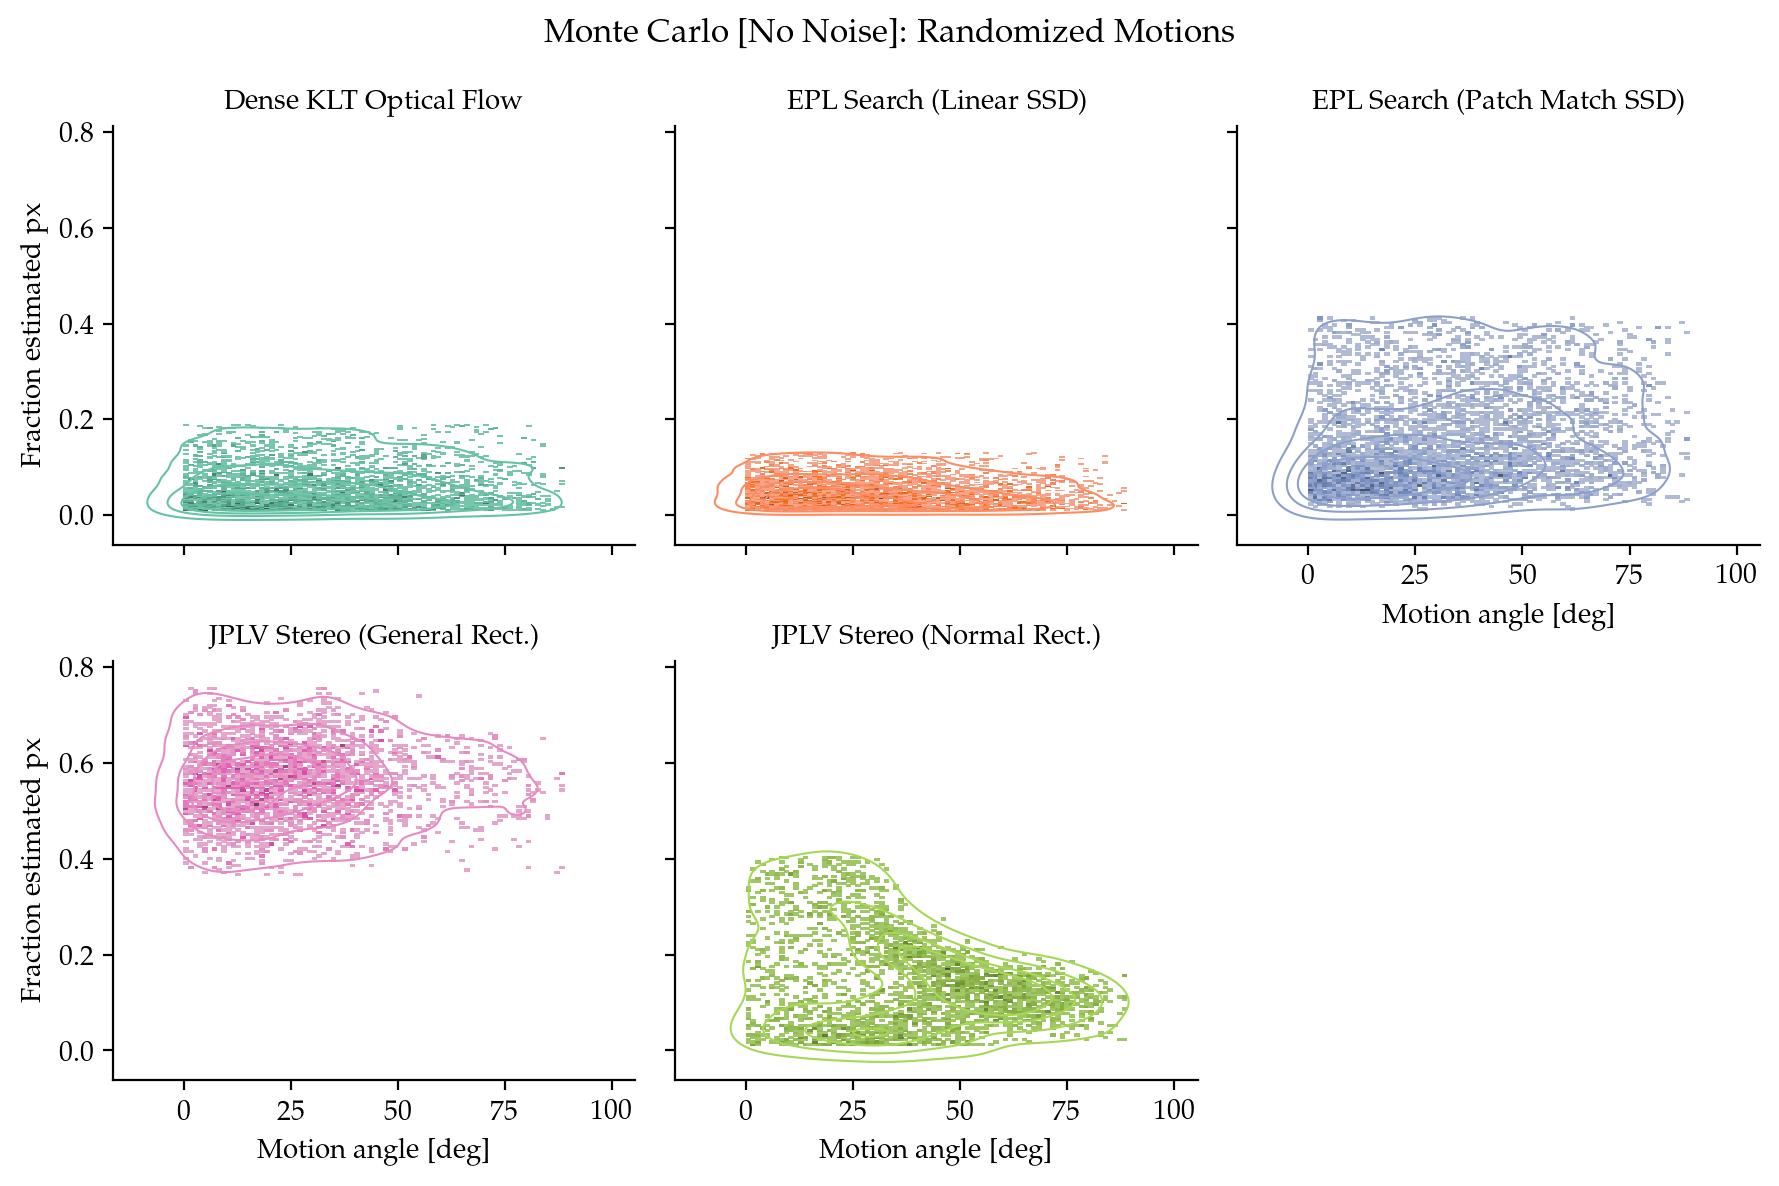 Monte Carlo [No Noise]: Randomized Motions
Dense KLT Optical Flow
EPL Search (Linear SSD)
EPL Search (Patch Match SSD)
0.8
0.6
0.4
0.2
0.0
Fraction estimated px
0 25 50 75 100
Motion angle [deg]
JPLV Stereo (General Rect.)
JPLV Stereo (Normal Rect.)
0.8
0.6
0.4
0.2
0.0
Fraction estimated px
0 25 50 75 100
0 25 50 75 100
Motion angle [deg]
Motion angle [deg]